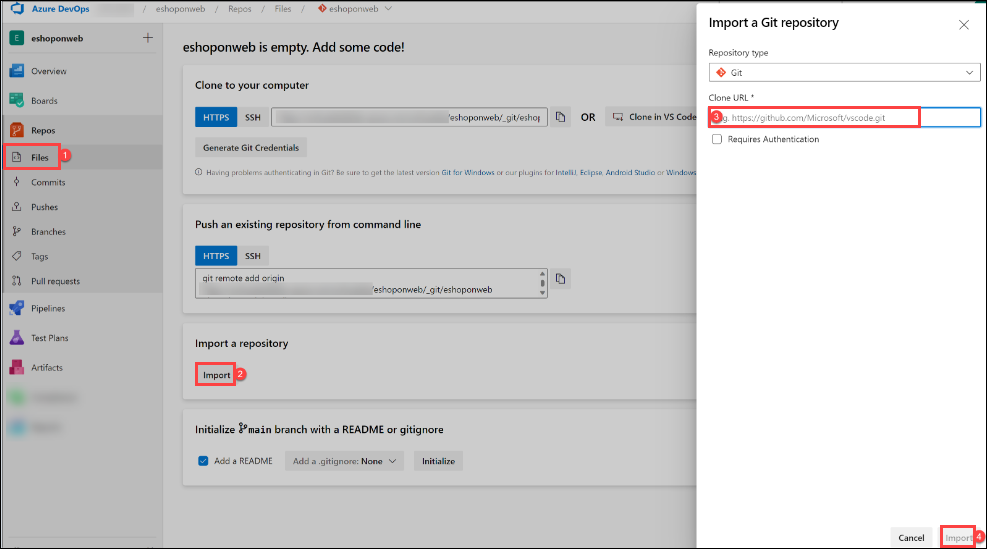 Azure DevOps / eshoponweb / Repos / Files / eshoponweb
E eshoponweb +
Overview
Boards
Repos
Files 1
Commits
Pushes
Branches
Tags
Pull requests
Pipelines
Test Plans
Artifacts
eshoponweb is empty. Add some code!
Clone to your computer
HTTPS SSH /eshoponweb/_git/eshop OR Clone in VS Code
Generate Git Credentials
Having problems authenticating in Git? Be sure to get the latest version Git for Windows or our plugins for IntelliJ, Eclipse, Android Studio or Windows
Push an existing repository from command line
HTTPS SSH
git remote add origin
/eshoponweb/_git/eshoponweb
Import a repository
Import 2
Initialize main branch with a README or gitignore
Add a README Add a .gitignore: None Initialize
Import a Git repository
Repository type
Git
Clone URL *
3 g. https://github.com/Microsoft/vscode.git
Requires Authentication
Cancel Import 4